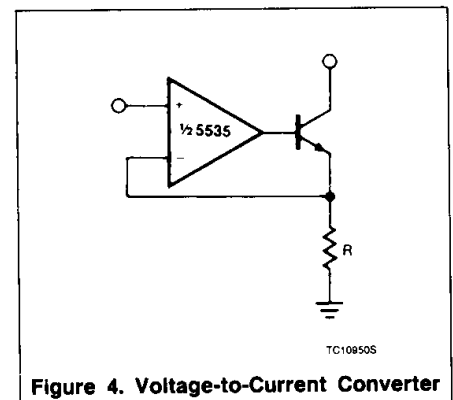 +
½ 5535
−
R
TC10950S
Figure 4. Voltage-to-Current Converter